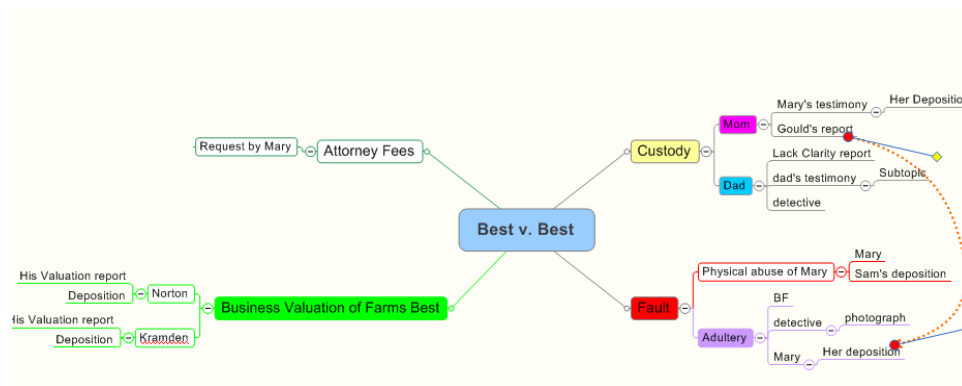 Best v. Best
Attorney Fees
Request by Mary
Custody
Mom
Mary's testimony
Her Depositio
Gould's report
Dad
Lack Clarity report
dad's testimony
Subtopic
detective
Business Valuation of Farms Best
Norton
His Valuation report
Deposition
Kramden
His Valuation report
Deposition
Fault
Physical abuse of Mary
Mary
Sam's deposition
Adultery
BF
detective
photograph
Mary
Her deposition